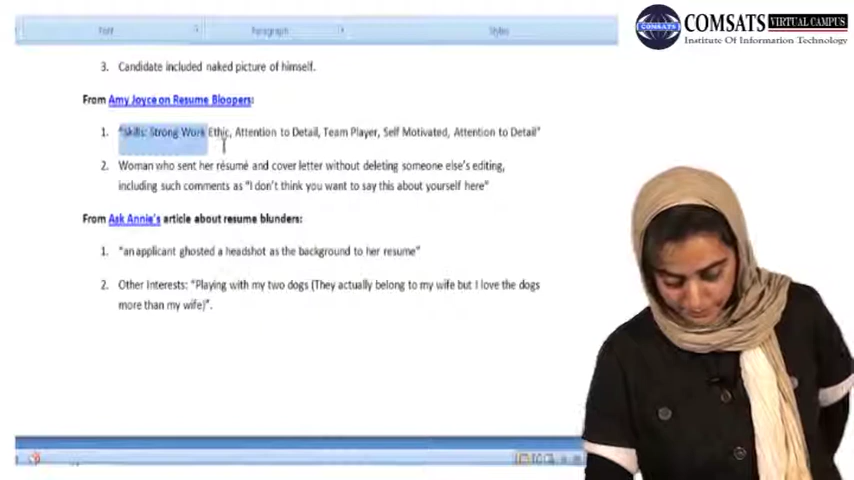 Font
Paragraph
Styles
COMSATS VIRTUAL CAMPUS
Institute Of Information Technology
3. Candidate included naked picture of himself.
From Amy Joyce on Resume Bloopers:
1. "Skills: Strong Work Ethic, Attention to Detail, Team Player, Self Motivated, Attention to Detail"
2. Woman who sent her résumé and cover letter without deleting someone else's editing,
including such comments as "I don't think you want to say this about yourself here"
From Ask Annie's article about resume blunders:
1. "an applicant ghosted a headshot as the background to her resume"
2. Other Interests: "Playing with my two dogs (They actually belong to my wife but I love the dogs
more than my wife)".